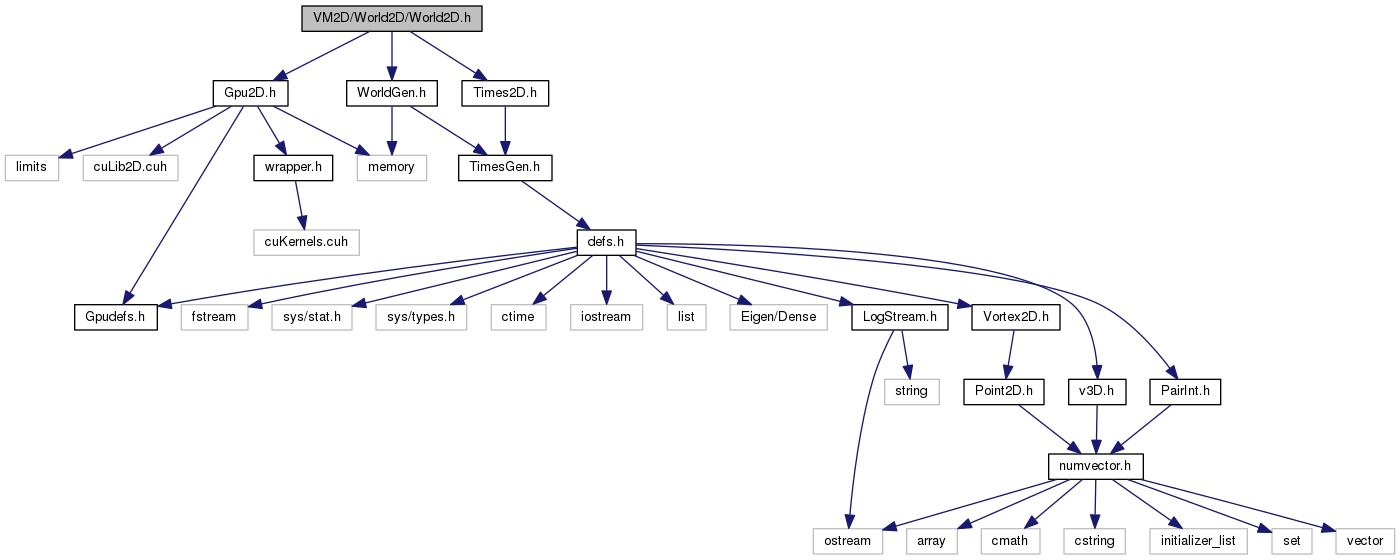 VM2D/World2D/World2D.h
Gpu2D.h
WorldGen.h
Times2D.h
limits
cuLib2D.cuh
wrapper.h
memory
TimesGen.h
cuKernels.cuh
defs.h
Gpudefs.h
fstream
sys/stat.h
sys/types.h
ctime
iostream
list
Eigen/Dense
LogStream.h
Vortex2D.h
string
Point2D.h
v3D.h
PairInt.h
numvector.h
ostream
array
cmath
cstring
initializer_list
set
vector